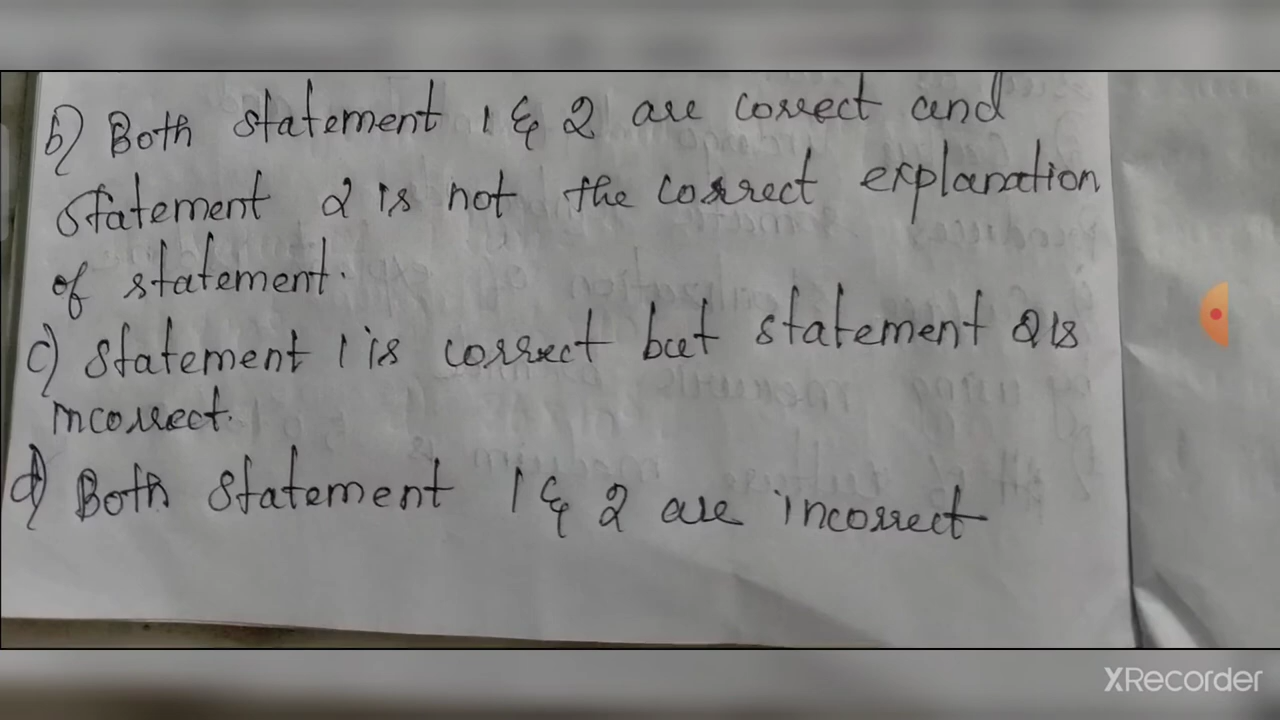 b) Both statement 1 & 2 are correct and
statement 2 is not the correct explanation
of statement.
c) statement 1 is correct but statement 2 is
incorrect.
d) Both statement 1 & 2 are incorrect
XRecorder